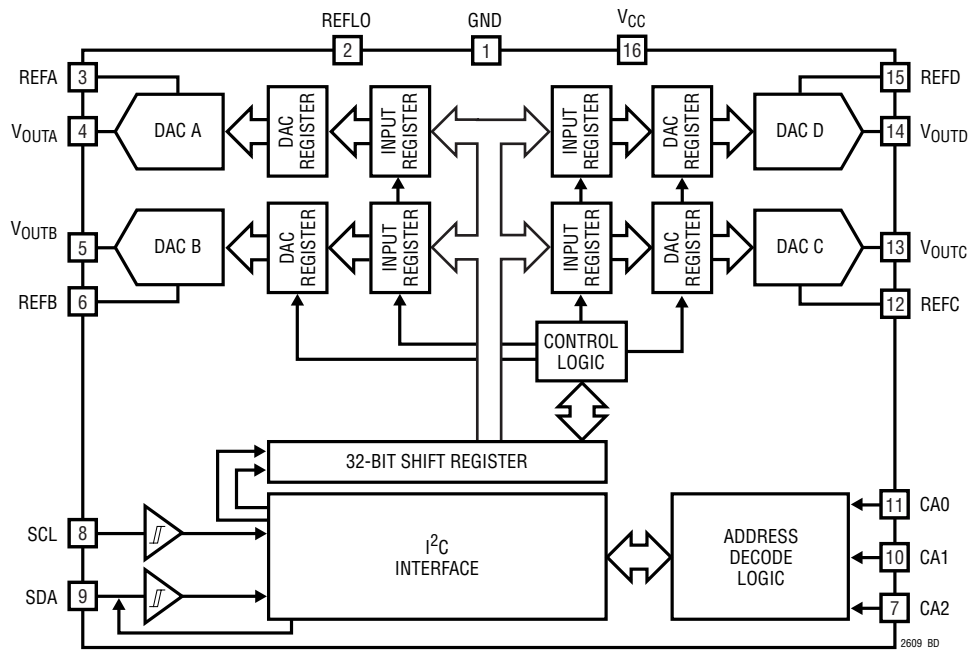 REFLO
GND
VCC
2
1
16
REFA
3
15
REFD
VOUTA
4
DAC A
DAC
REGISTER
INPUT
REGISTER
INPUT
REGISTER
DAC
REGISTER
DAC D
14
VOUTD
VOUTB
5
DAC B
DAC
REGISTER
INPUT
REGISTER
INPUT
REGISTER
DAC
REGISTER
DAC C
13
VOUTC
REFB
6
12
REFC
CONTROL
LOGIC
32-BIT SHIFT REGISTER
SCL
8
I2C
INTERFACE
ADDRESS
DECODE
LOGIC
11
CA0
10
CA1
SDA
9
7
CA2
2609 BD